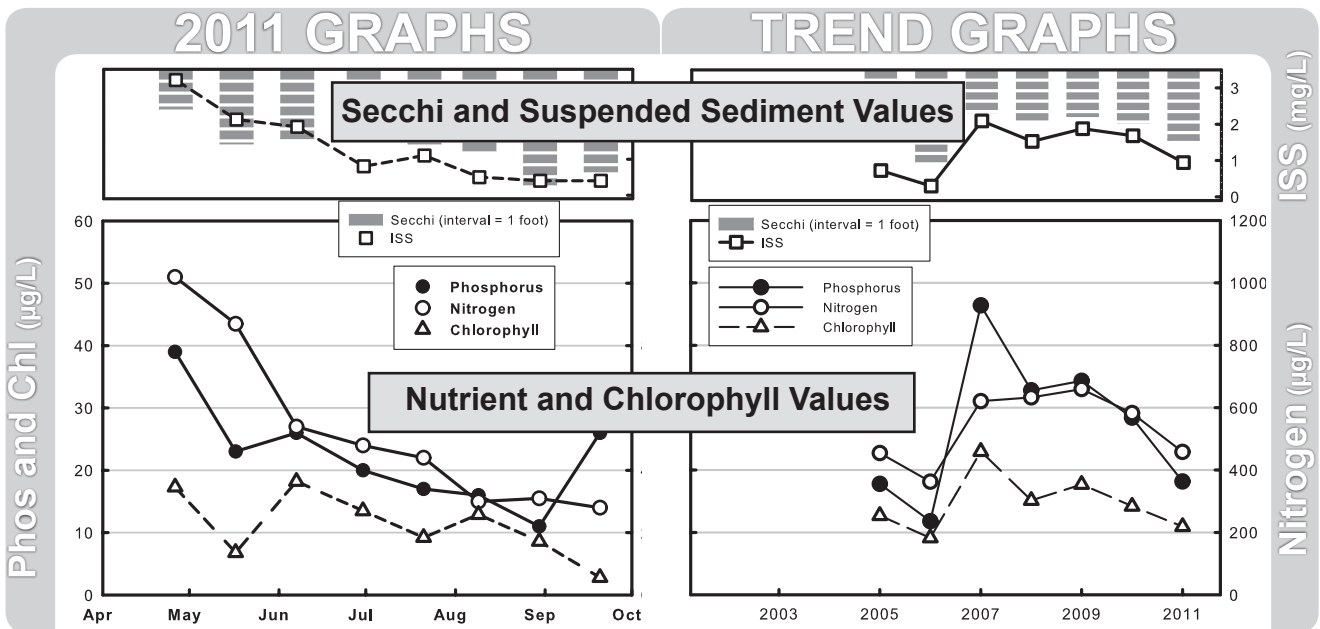 2011 GRAPHS
TREND GRAPHS
Secchi and Suspended Sediment Values
3
2
1
0
ISS (mg/L)
Secchi (interval = 1 foot)
ISS
Phosphorus
Nitrogen
Chlorophyll
60
50
40
30
20
10
0
Phos and Chl (µg/L)
Apr May Jun Jul Aug Sep Oct
Nutrient and Chlorophyll Values
Secchi (interval = 1 foot)
ISS
Phosphorus
Nitrogen
Chlorophyll
1200
1000
800
600
400
200
0
Nitrogen (µg/L)
2003 2005 2007 2009 2011